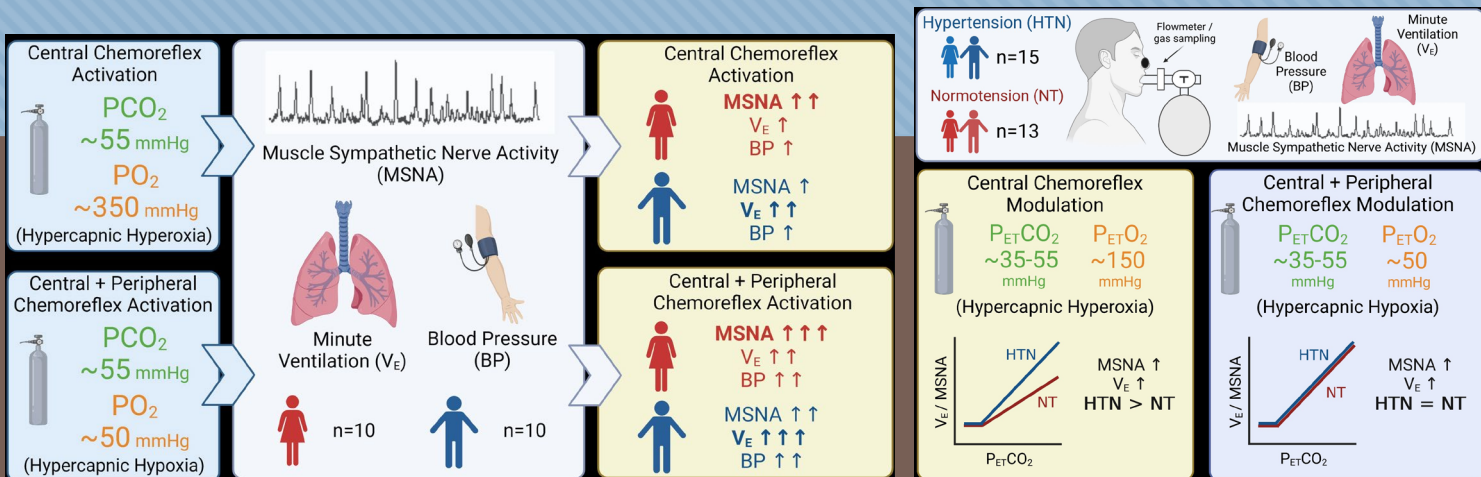 Central Chemoreflex
Activation
PCO₂
~55 mmHg
PO₂
~350 mmHg
(Hypercapnic Hyperoxia)
Central + Peripheral
Chemoreflex Activation
PCO₂
~55 mmHg
PO₂
~50 mmHg
(Hypercapnic Hypoxia)
Muscle Sympathetic Nerve Activity
(MSNA)
Minute
Ventilation (VE)
Blood Pressure
(BP)
n=10
n=10
Central Chemoreflex
Activation
MSNA ↑↑
VE ↑
BP ↑
MSNA ↑
VE ↑↑
BP ↑
Central + Peripheral
Chemoreflex Activation
MSNA ↑↑↑
VE ↑↑
BP ↑↑
MSNA ↑↑
VE ↑↑↑
BP ↑↑
Hypertension (HTN)
n=15
Normotension (NT)
n=13
Flowmeter /
gas sampling
T
Blood
Pressure
(BP)
Minute
Ventilation
(VE)
Muscle Sympathetic Nerve Activity (MSNA)
Central Chemoreflex
Modulation
PETCO₂
~35-55
mmHg
PETO₂
~150
mmHg
(Hypercapnic Hyperoxia)
VE / MSNA
HTN
NT
PETCO₂
MSNA ↑
VE ↑
HTN > NT
Central + Peripheral
Chemoreflex Modulation
PETCO₂
~35-55
mmHg
PETO₂
~50
mmHg
(Hypercapnic Hypoxia)
VE / MSNA
HTN
NT
PETCO₂
MSNA ↑
VE ↑
HTN = NT